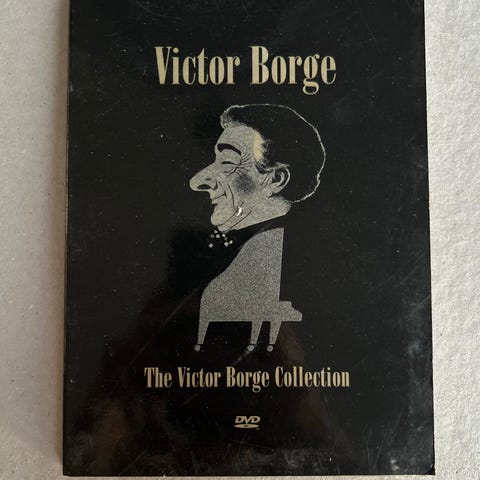 Victor Borge
The Victor Borge Collection
DVD